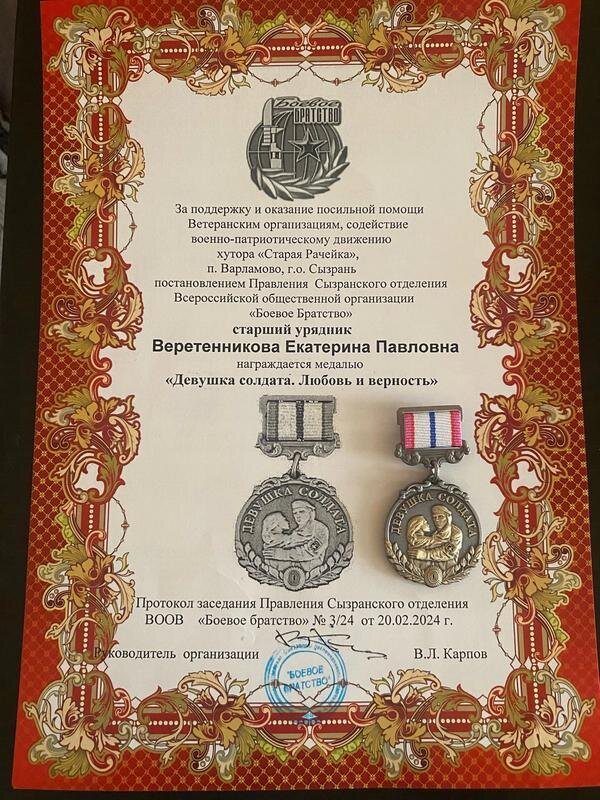 Боевое
БРАТСТВО
За поддержку и оказание посильной помощи
Ветеранским организациям, содействие
военно-патриотическому движению
хутора «Старая Рачейка»,
п. Варламово, г.о. Сызрань
постановлением Правления Сызранского отделения
Всероссийской общественной организации
«Боевое Братство»
старший урядник
Веретенникова Екатерина Павловна
награждается медалью
«Девушка солдата. Любовь и верность»
ДЕВУШКА СОЛДАТА
ДЕВУШКА СОЛДАТА
Протокол заседания Правления Сызранского отделения
ВООВ «Боевое братство» № 3/24 от 20.02.2024 г.
Руководитель организации В.Л. Карпов
"БОЕВОЕ
БРАТСТВО"